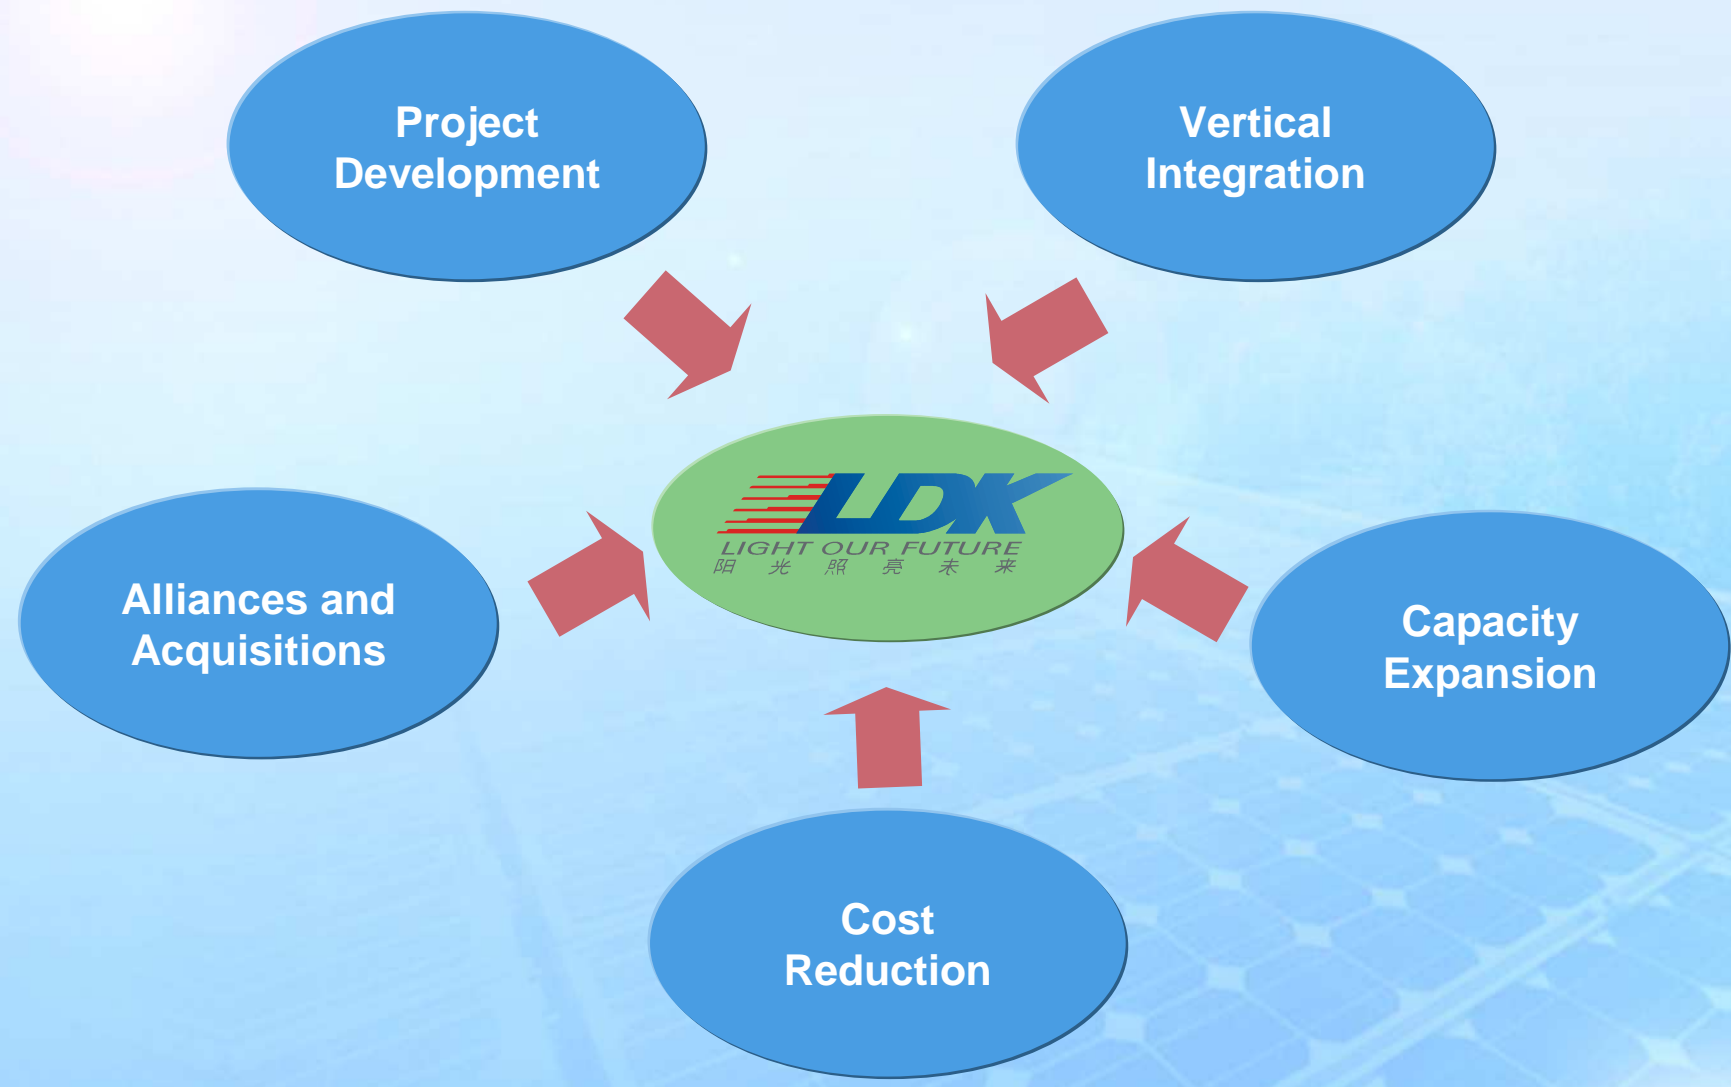 Project
Development
Vertical
Integration
LDK
LIGHT OUR FUTURE
阳 光 照 亮 未 来
Alliances and
Acquisitions
Capacity
Expansion
Cost
Reduction